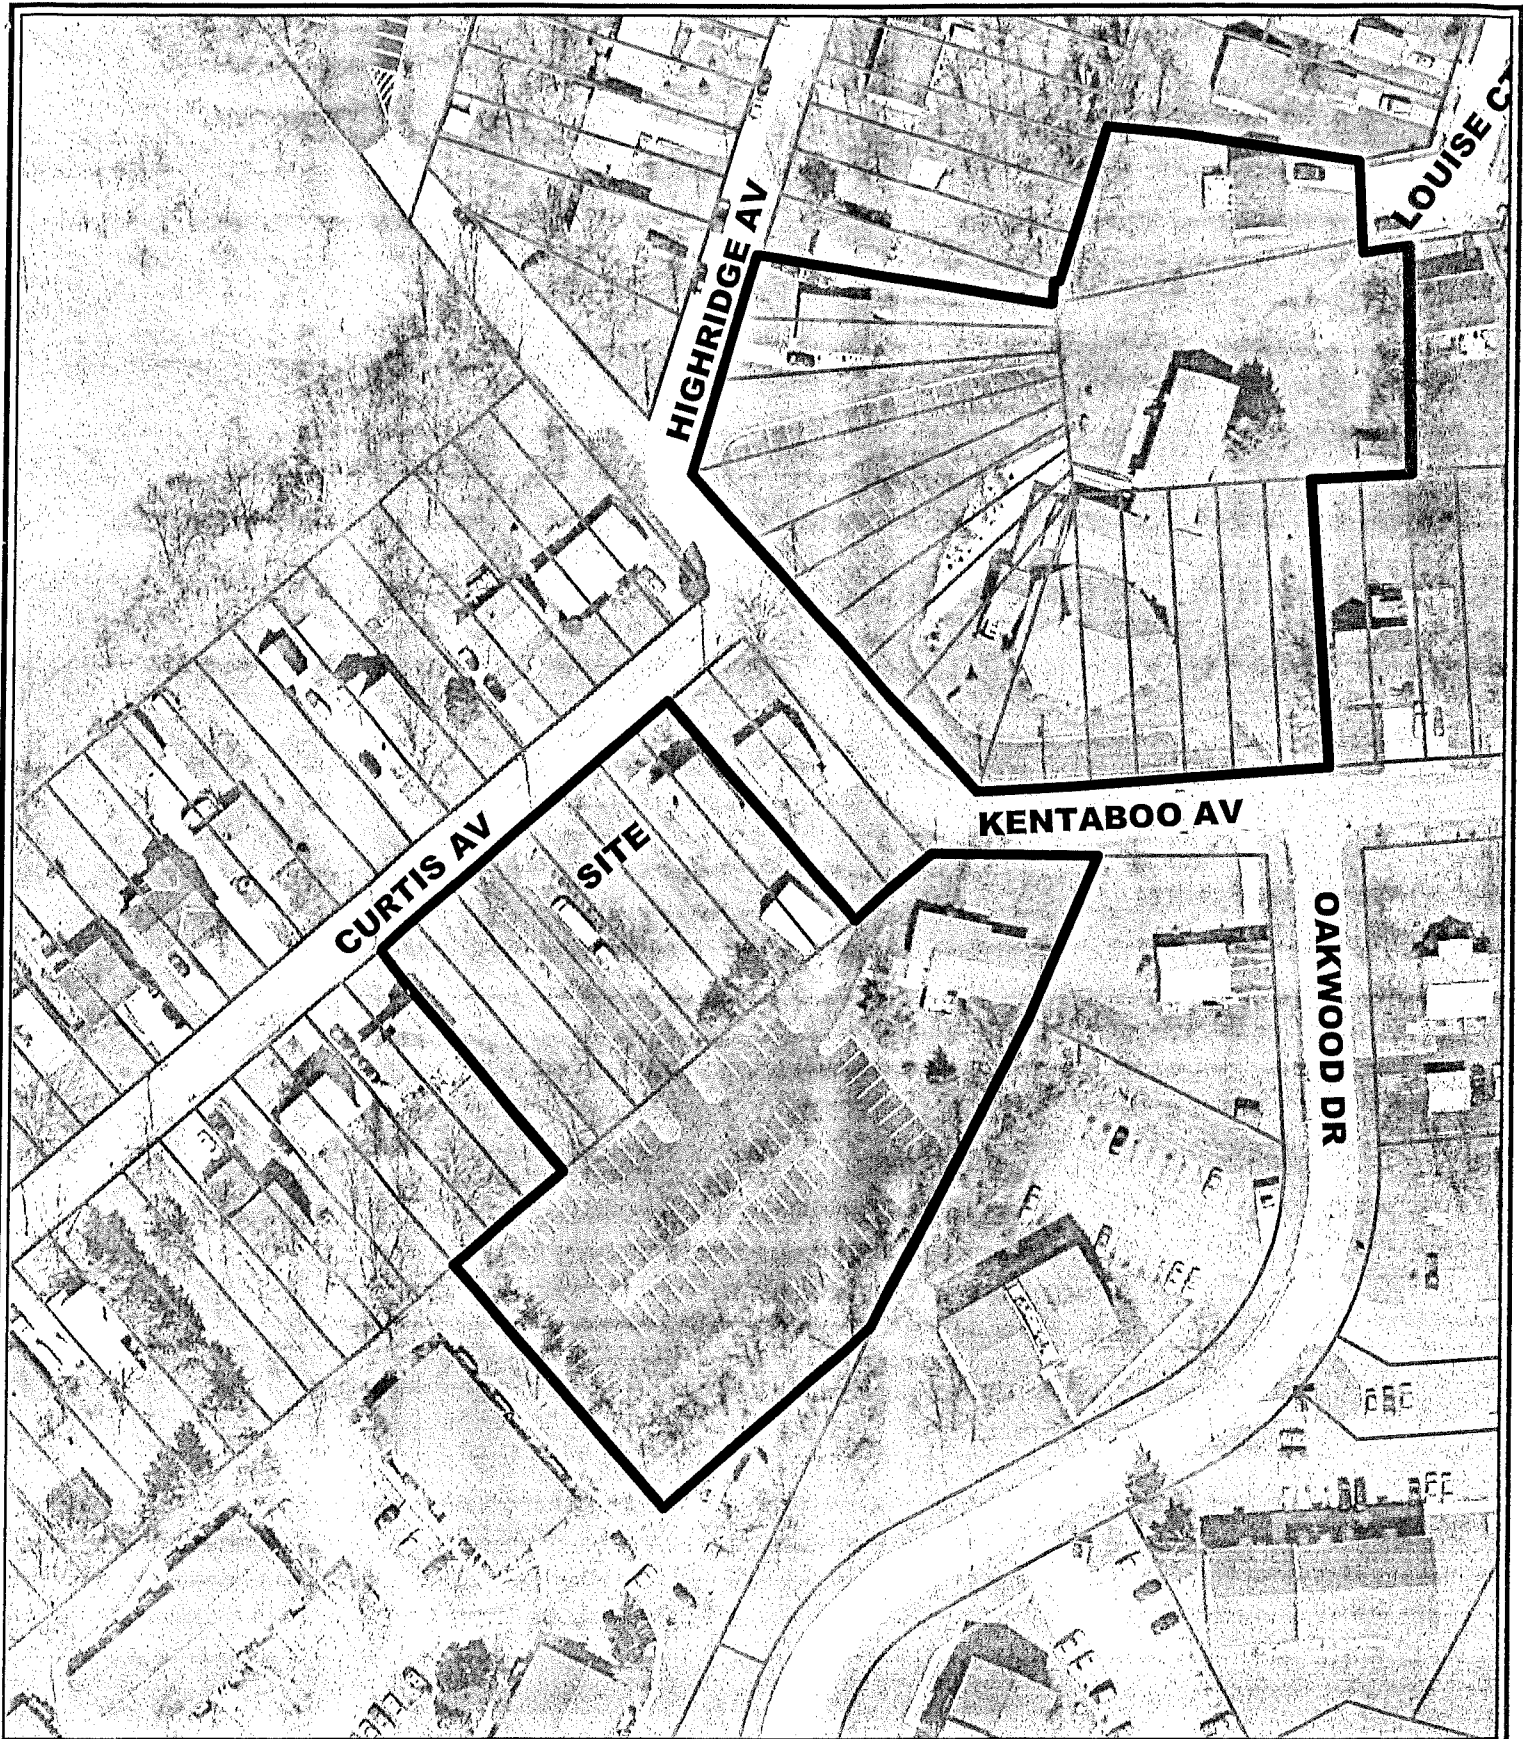 LOUISE CT
HIGHRIDGE AV
KENTABOO AV
SITE
CURTIS AV
OAKWOOD DR